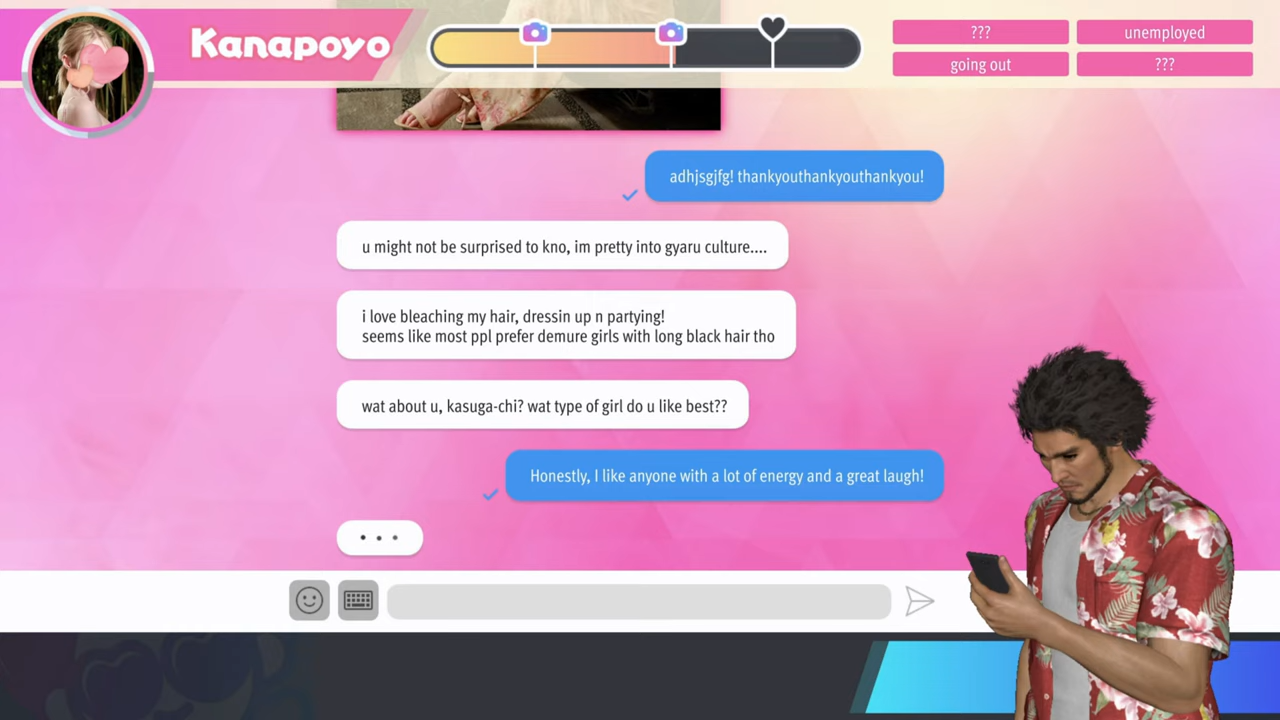 Kanapoyo
???
unemployed
going out
???
adhjsgjfg! thankyouthankyouthankyou!
u might not be surprised to kno, im pretty into gyaru culture....
i love bleaching my hair, dressin up n partying!
seems like most ppl prefer demure girls with long black hair tho
wat about u, kasuga-chi? wat type of girl do u like best??
Honestly, I like anyone with a lot of energy and a great laugh!
• • •